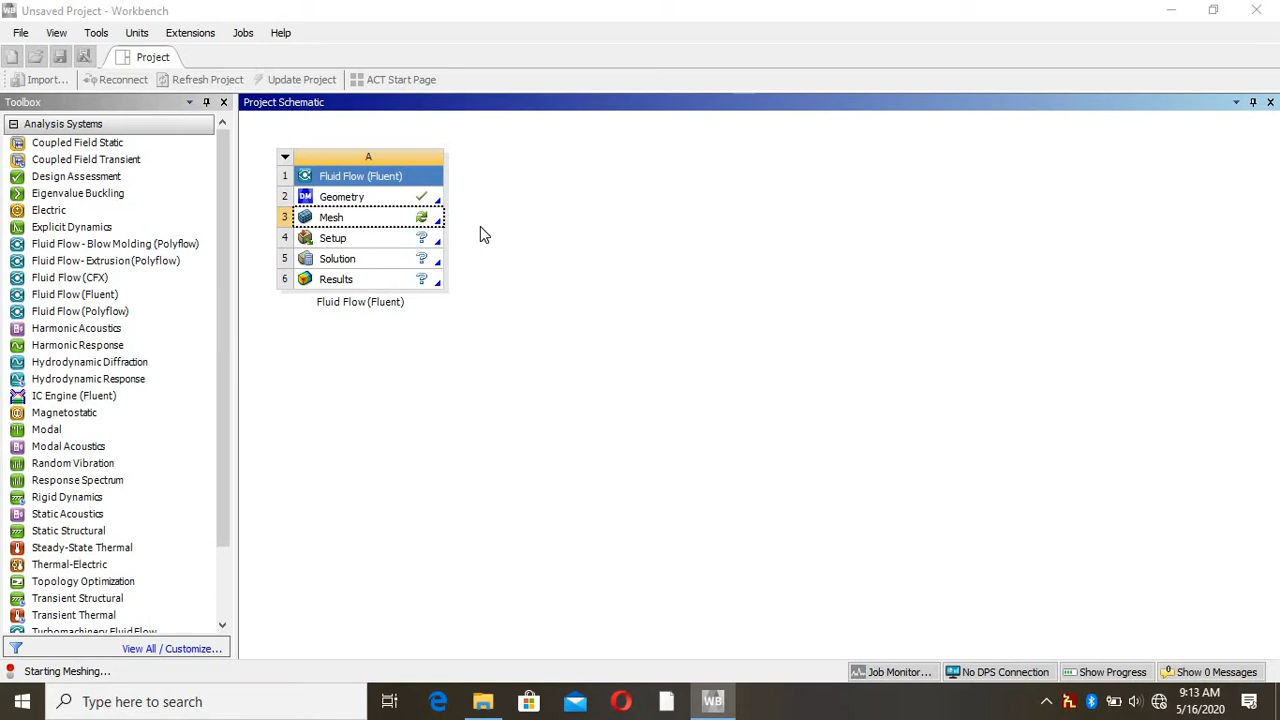 Unsaved Project - Workbench
File View Tools Units Extensions Jobs Help
Project
Import... Reconnect Refresh Project Update Project ACT Start Page
Toolbox
Project Schematic
Analysis Systems
Coupled Field Static
Coupled Field Transient
Design Assessment
Eigenvalue Buckling
Electric
Explicit Dynamics
Fluid Flow - Blow Molding (Polyflow)
Fluid Flow- Extrusion (Polyflow)
Fluid Flow (CFX)
Fluid Flow (Fluent)
Fluid Flow (Polyflow)
Harmonic Acoustics
Harmonic Response
Hydrodynamic Diffraction
Hydrodynamic Response
IC Engine (Fluent)
Magnetostatic
Modal
Modal Acoustics
Random Vibration
Response Spectrum
Rigid Dynamics
Static Acoustics
Static Structural
Steady-State Thermal
Thermal-Electric
Topology Optimization
Transient Structural
Transient Thermal
Turbomachinery Fluid Flow
View All / Customize...
A
1 Fluid Flow (Fluent)
2 DM Geometry
3 Mesh
4 Setup ?
5 Solution ?
6 Results ?
Fluid Flow (Fluent)
Starting Meshing...
Job Monitor... No DPS Connection Show Progress Show 0 Messages
Type here to search
WB
9:13 AM
5/16/2020